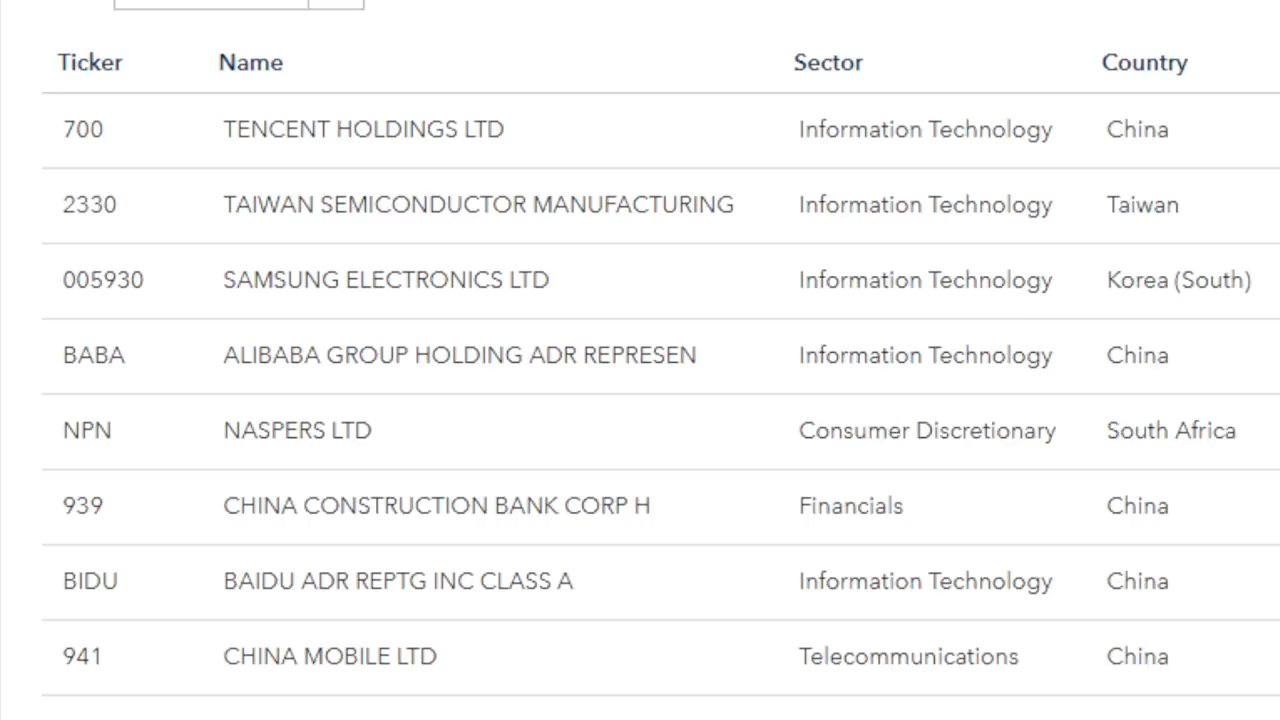 Ticker Name Sector Country
700 TENCENT HOLDINGS LTD Information Technology China
2330 TAIWAN SEMICONDUCTOR MANUFACTURING Information Technology Taiwan
005930 SAMSUNG ELECTRONICS LTD Information Technology Korea (South)
BABA ALIBABA GROUP HOLDING ADR REPRESEN Information Technology China
NPN NASPERS LTD Consumer Discretionary South Africa
939 CHINA CONSTRUCTION BANK CORP H Financials China
BIDU BAIDU ADR REPTG INC CLASS A Information Technology China
941 CHINA MOBILE LTD Telecommunications China